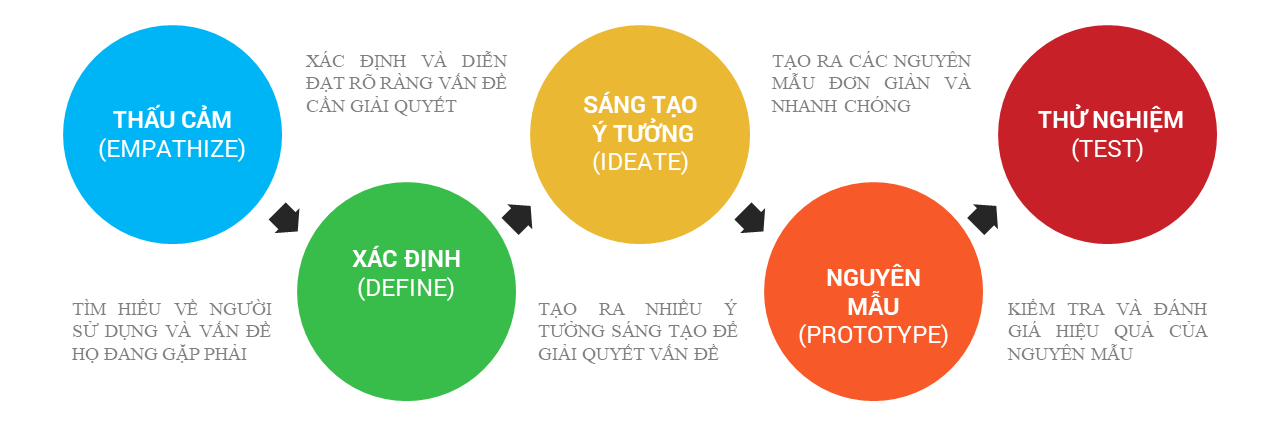 THẤU CẢM
(EMPATHIZE)
TÌM HIỂU VỀ NGƯỜI
SỬ DỤNG VÀ VẤN ĐỀ
HỌ ĐANG GẶP PHẢI
XÁC ĐỊNH VÀ DIỄN
ĐẠT RÕ RÀNG VẤN ĐỀ
CẦN GIẢI QUYẾT
XÁC ĐỊNH
(DEFINE)
SÁNG TẠO
Ý TƯỞNG
(IDEATE)
TẠO RA NHIỀU Ý
TƯỞNG SÁNG TẠO ĐỂ
GIẢI QUYẾT VẤN ĐỀ
TẠO RA CÁC NGUYÊN
MẪU ĐƠN GIẢN VÀ
NHANH CHÓNG
NGUYÊN
MẪU
(PROTOTYPE)
THỬ NGHIỆM
(TEST)
KIỂM TRA VÀ ĐÁNH
GIÁ HIỆU QUẢ CỦA
NGUYÊN MẪU